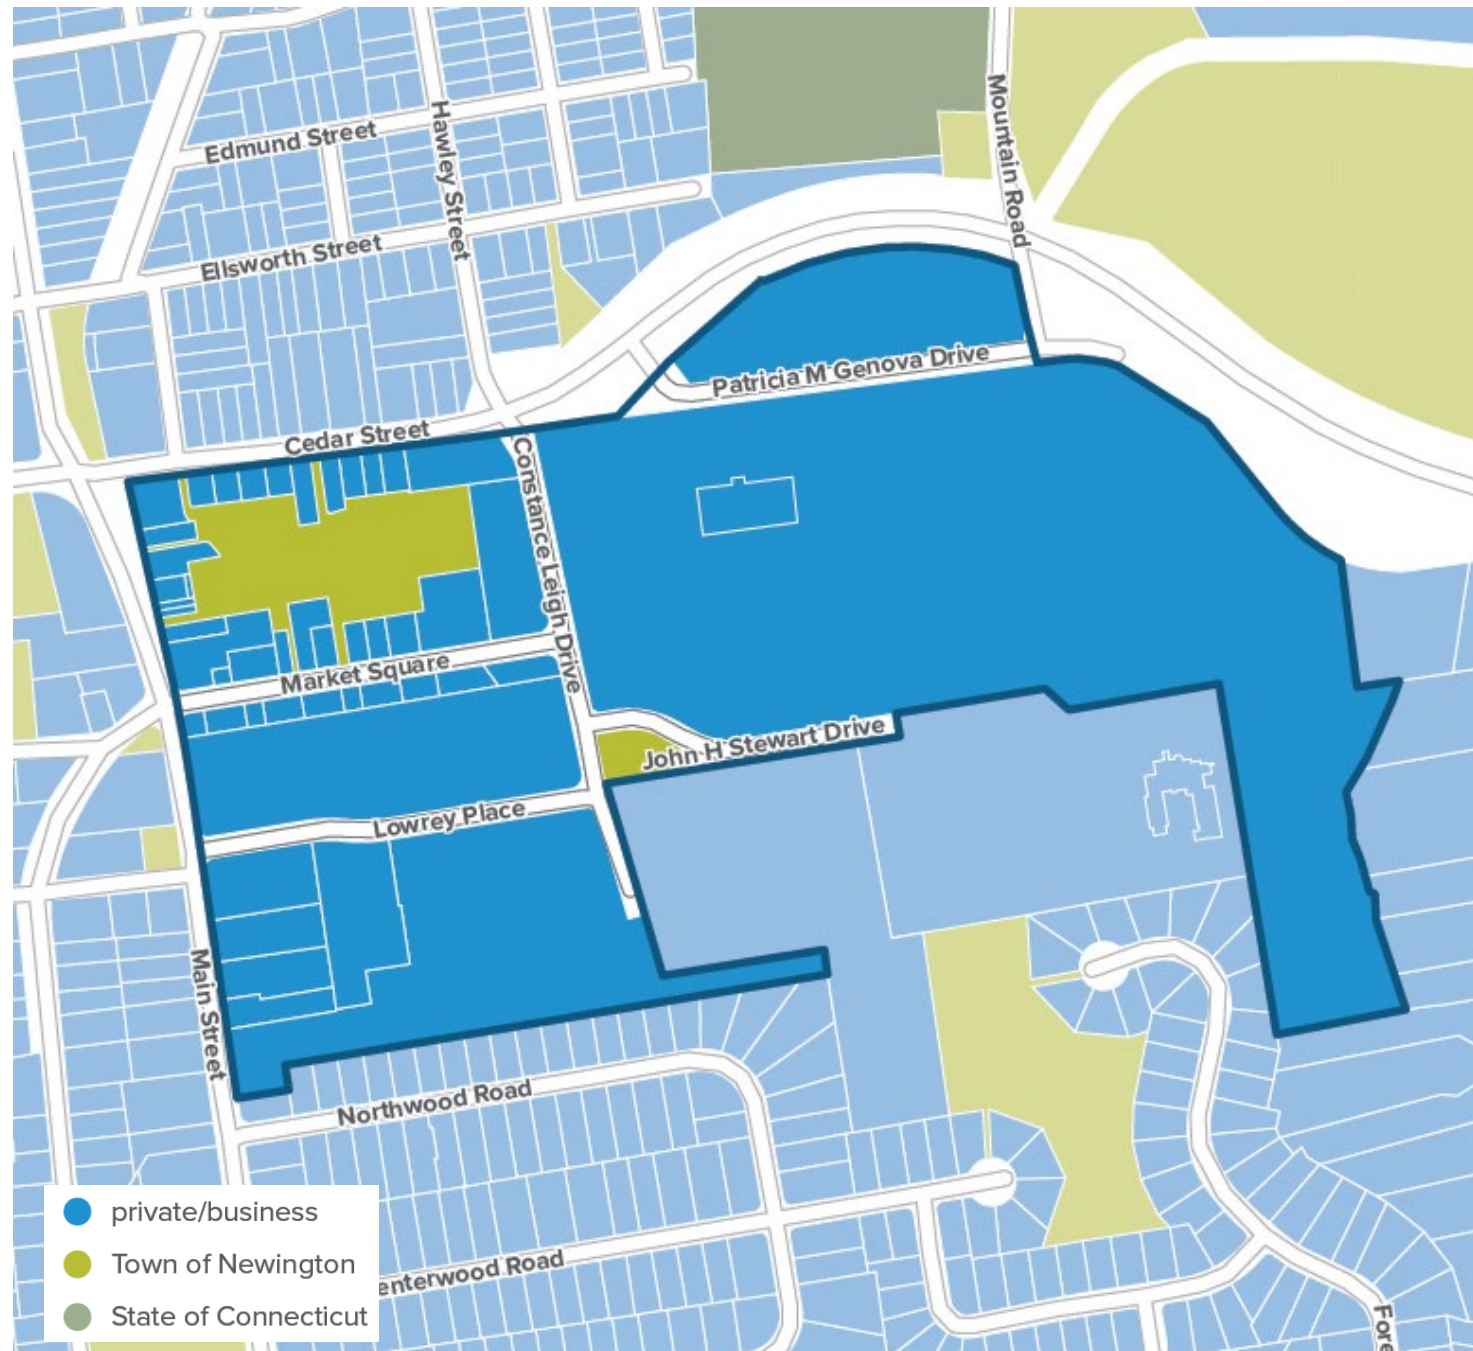 Edmund Street
Hawley Street
Mountain Road
Ellsworth Street
Patricia M Genova Drive
Cedar Street
Constance Leigh Drive
Market Square
John H Stewart Drive
Lowrey Place
Main Street
Northwood Road
enterwood Road
Fore
private/business
Town of Newington
State of Connecticut